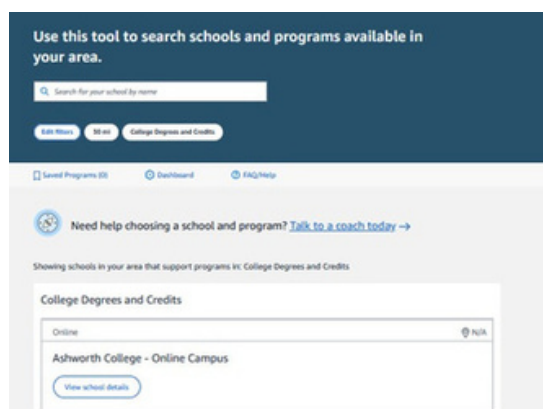 Use this tool to search schools and programs available in
your area.
Search for your school by name
Edit filters
50 mi
College Degrees and Credits
Saved Programs (0)
Dashboard
FAQ/Help
Need help choosing a school and program? Talk to a coach today →
Showing schools in your area that support programs in: College Degrees and Credits
College Degrees and Credits
Online
N/A
Ashworth College - Online Campus
View school details